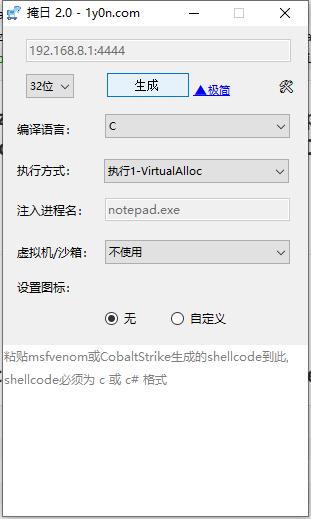 掩日 2.0 - 1y0n.com
192.168.8.1:4444
32位
生成
▲极简
编译语言：
C
执行方式：
执行1-VirtualAlloc
注入进程名：
notepad.exe
虚拟机/沙箱：
不使用
设置图标：
无
自定义
粘贴msfvenom或CobaltStrike生成的shellcode到此,
shellcode必须为 c 或 c# 格式